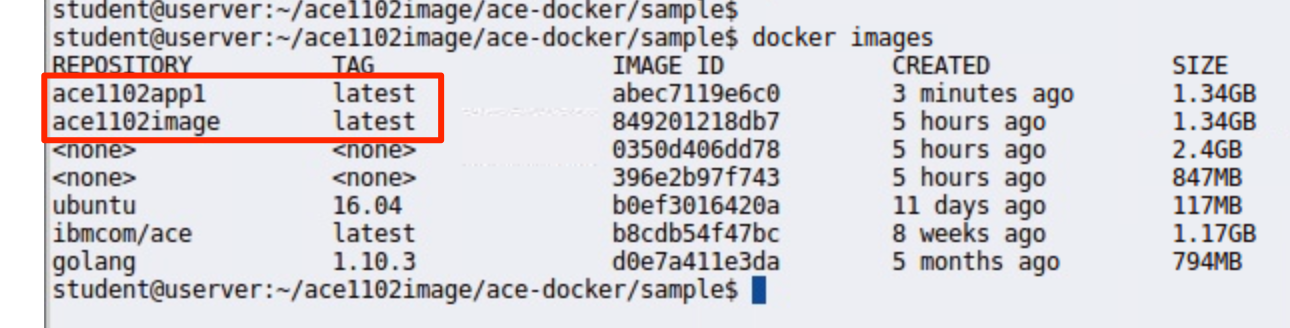 student@userver:~/ace1102image/ace-docker/sample$
student@userver:~/ace1102image/ace-docker/sample$ docker images
REPOSITORY TAG IMAGE ID CREATED SIZE
ace1102app1 latest abec7119e6c0 3 minutes ago 1.34GB
ace1102image latest 849201218db7 5 hours ago 1.34GB
<none> <none> 0350d406dd78 5 hours ago 2.4GB
<none> <none> 396e2b97f743 5 hours ago 847MB
ubuntu 16.04 b0ef3016420a 11 days ago 117MB
ibmcom/ace latest b8cdb54f47bc 8 weeks ago 1.17GB
golang 1.10.3 d0e7a411e3da 5 months ago 794MB
student@userver:~/ace1102image/ace-docker/sample$